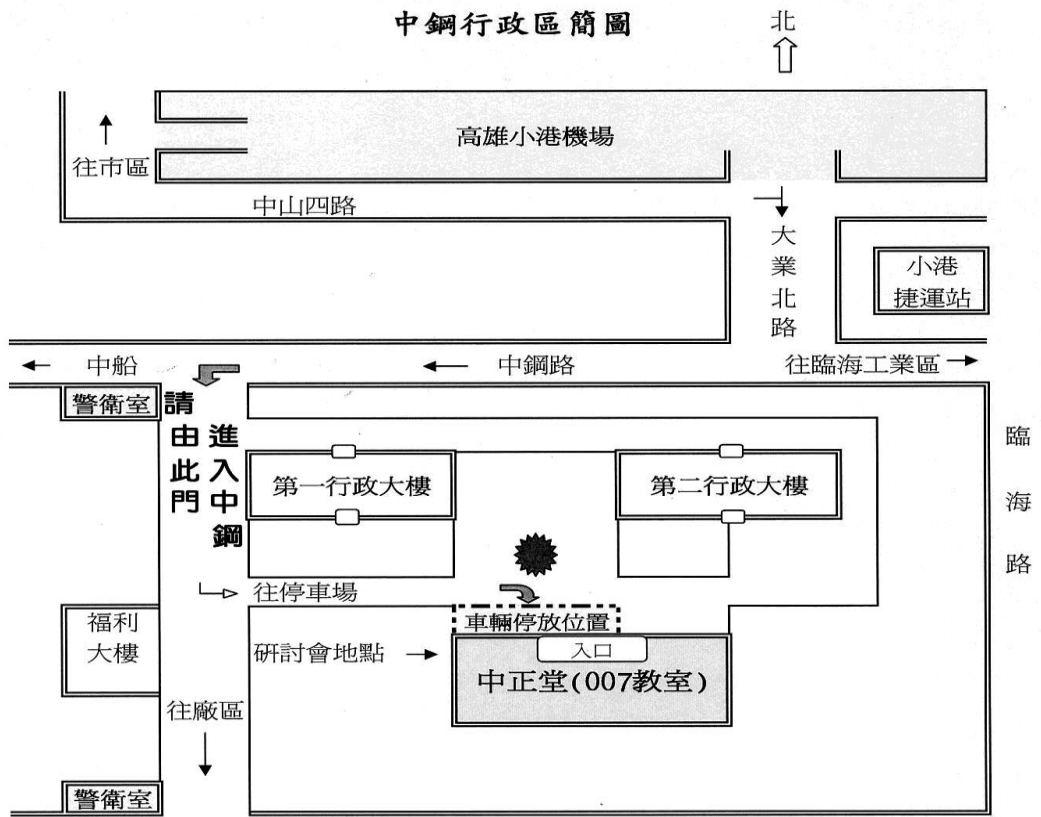 中鋼行政區簡圖
北
高雄小港機場
往市區
中山四路
大業北路
小港
捷運站
中船
中鋼路
往臨海工業區
警衛室
請由此門
進入中鋼
第一行政大樓
第二行政大樓
臨海路
往停車場
車輛停放位置
福利
大樓
研討會地點
入口
中正堂(007教室)
往廠區
警衛室